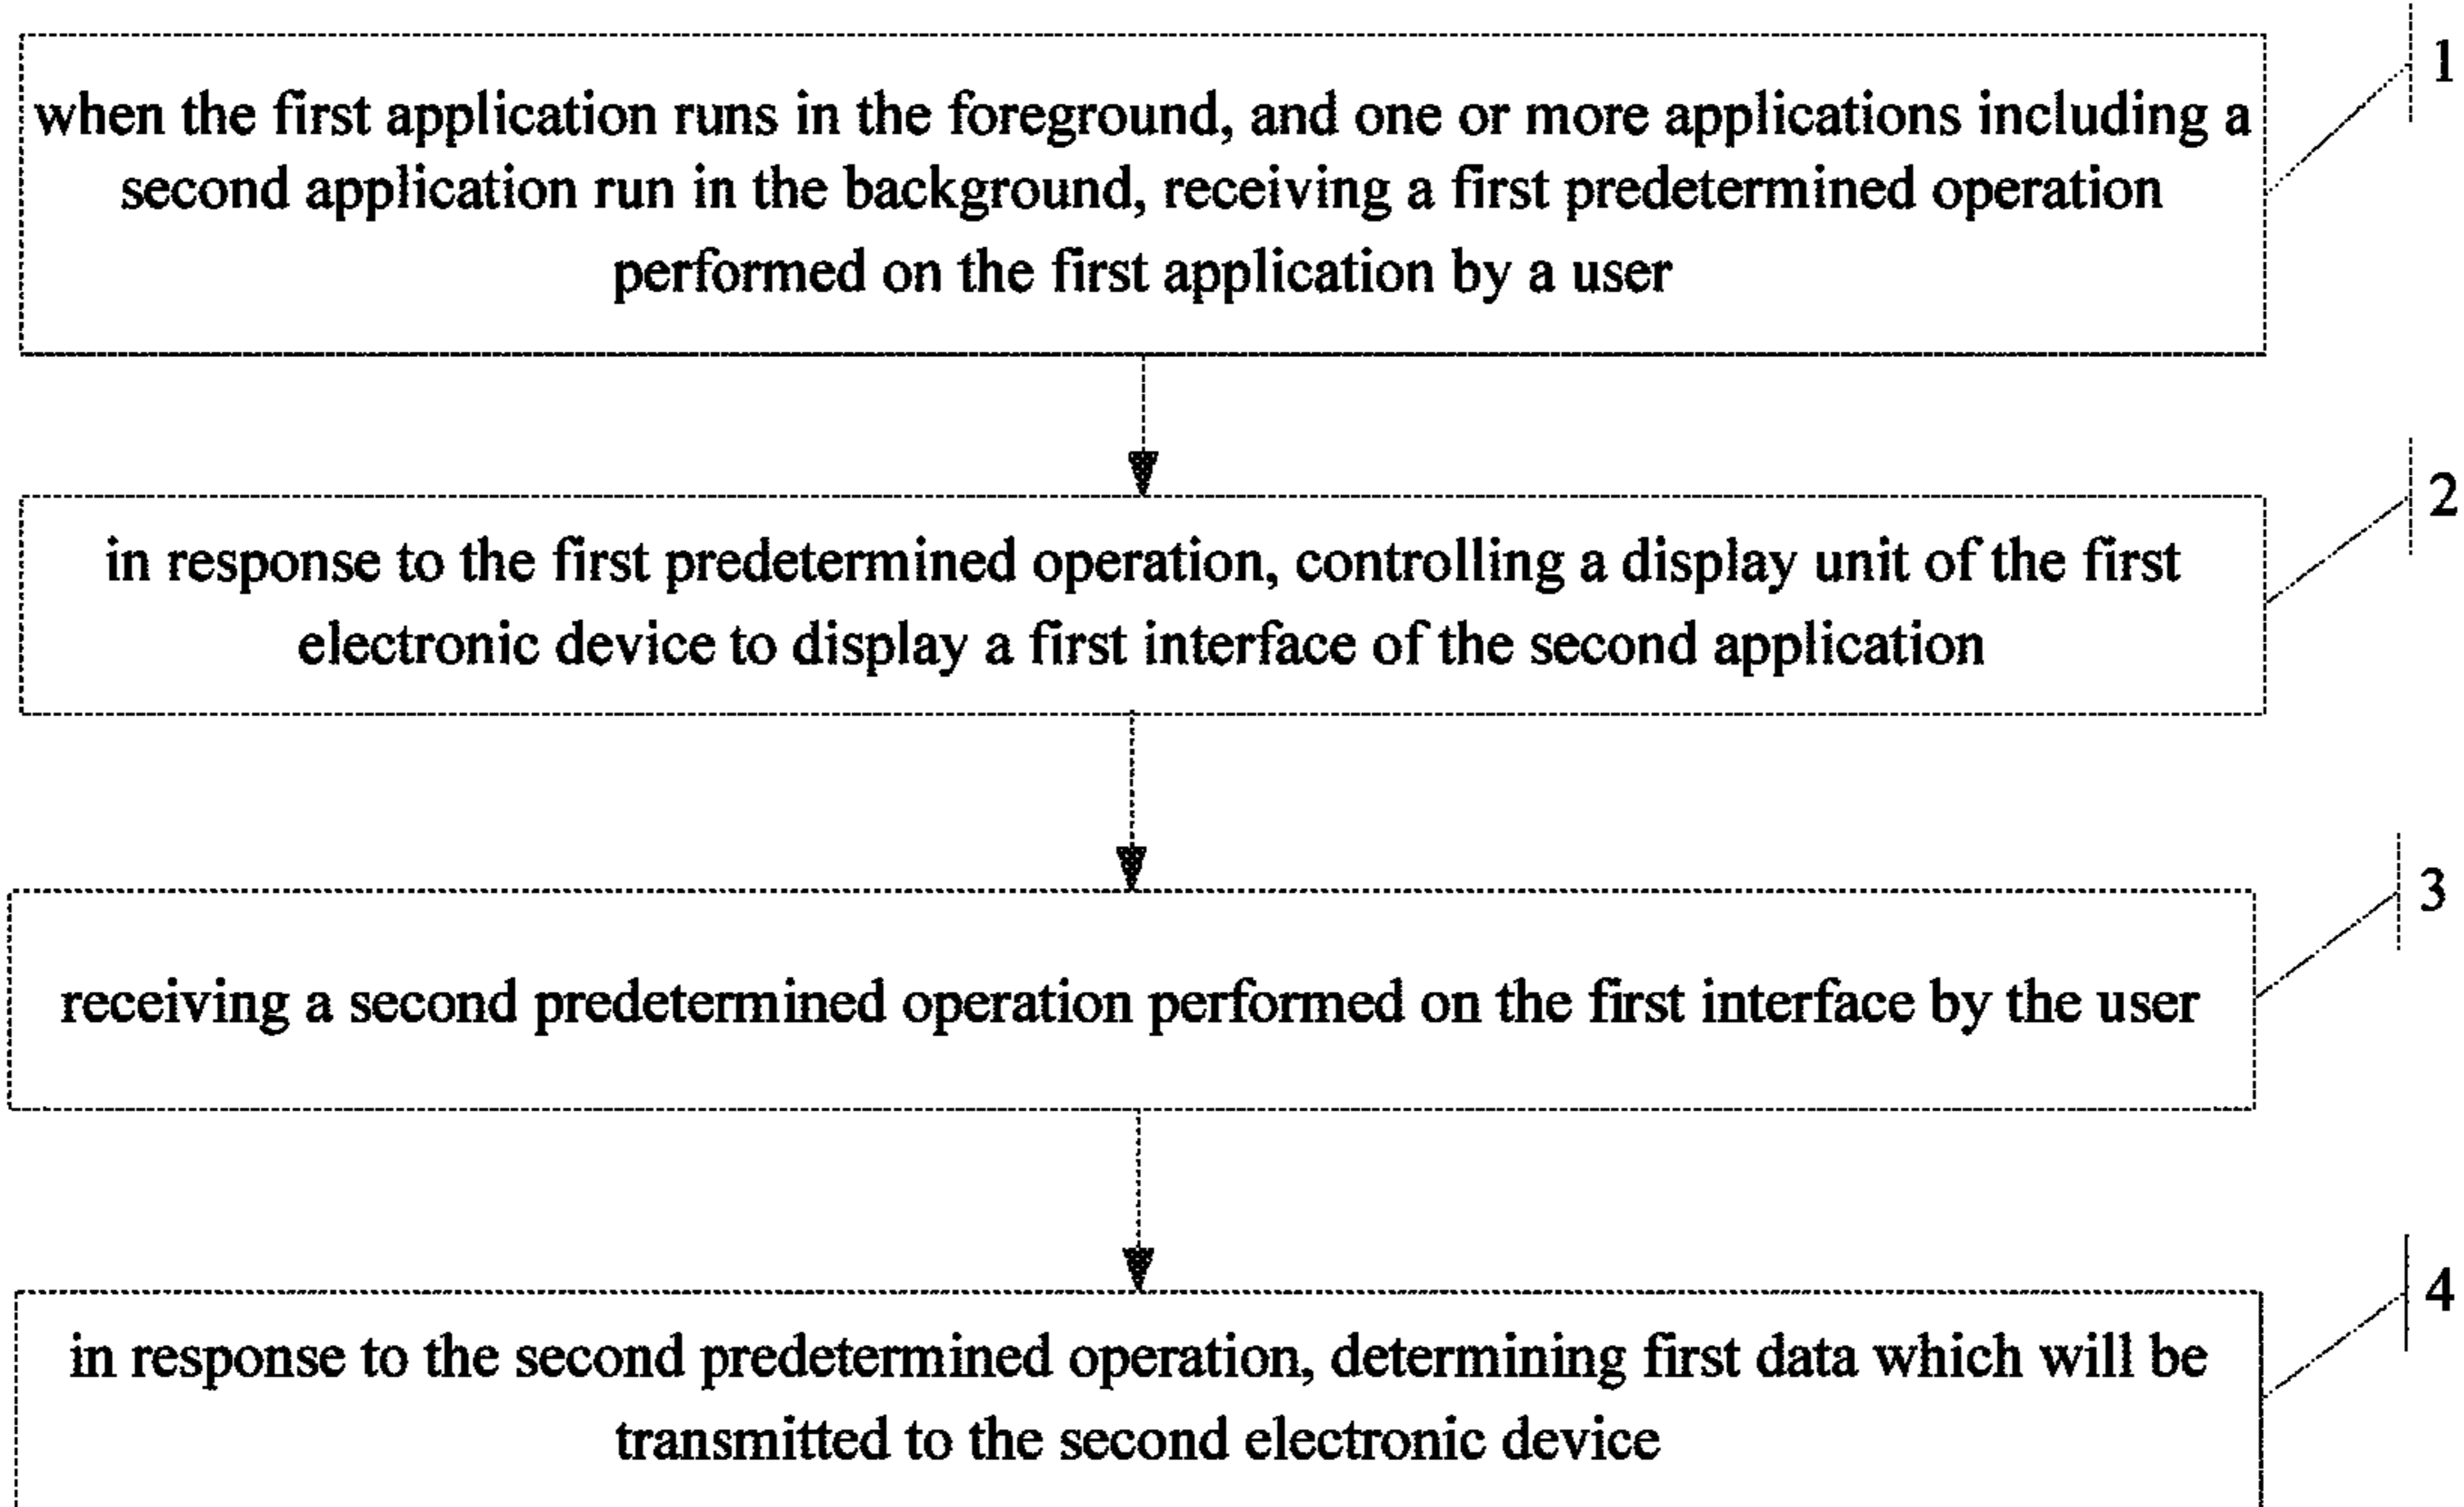 1
when the first application runs in the foreground, and one or more applications including a
second application run in the background, receiving a first predetermined operation
performed on the first application by a user
2
in response to the first predetermined operation, controlling a display unit of the first
electronic device to display a first interface of the second application
3
receiving a second predetermined operation performed on the first interface by the user
4
in response to the second predetermined operation, determining first data which will be
transmitted to the second electronic device